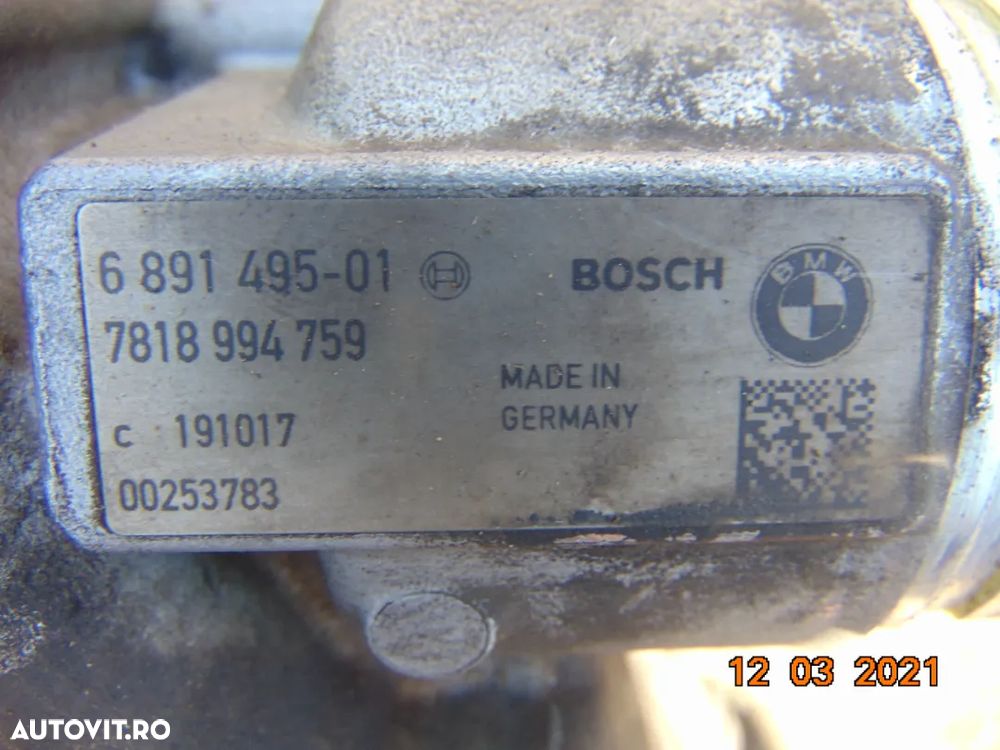 6 891 495-01
BOSCH
BMW
7818 994 759
MADE IN
GERMANY
c 191017
00253783
12 03 2021
AUTOVIT.RO